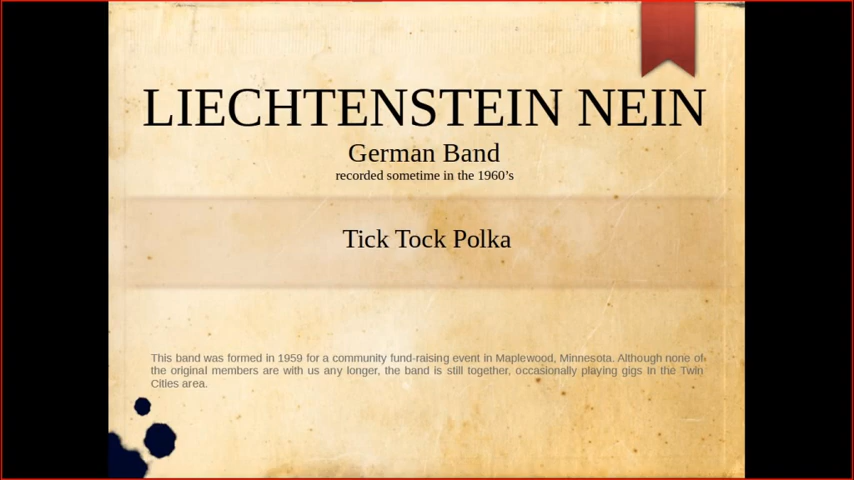 LIECHTENSTEIN NEIN
German Band
recorded sometime in the 1960’s
Tick Tock Polka
This band was formed in 1959 for a community fund-raising event in Maplewood, Minnesota. Although none of
the original members are with us any longer, the band is still together, occasionally playing gigs In the Twin
Cities area.